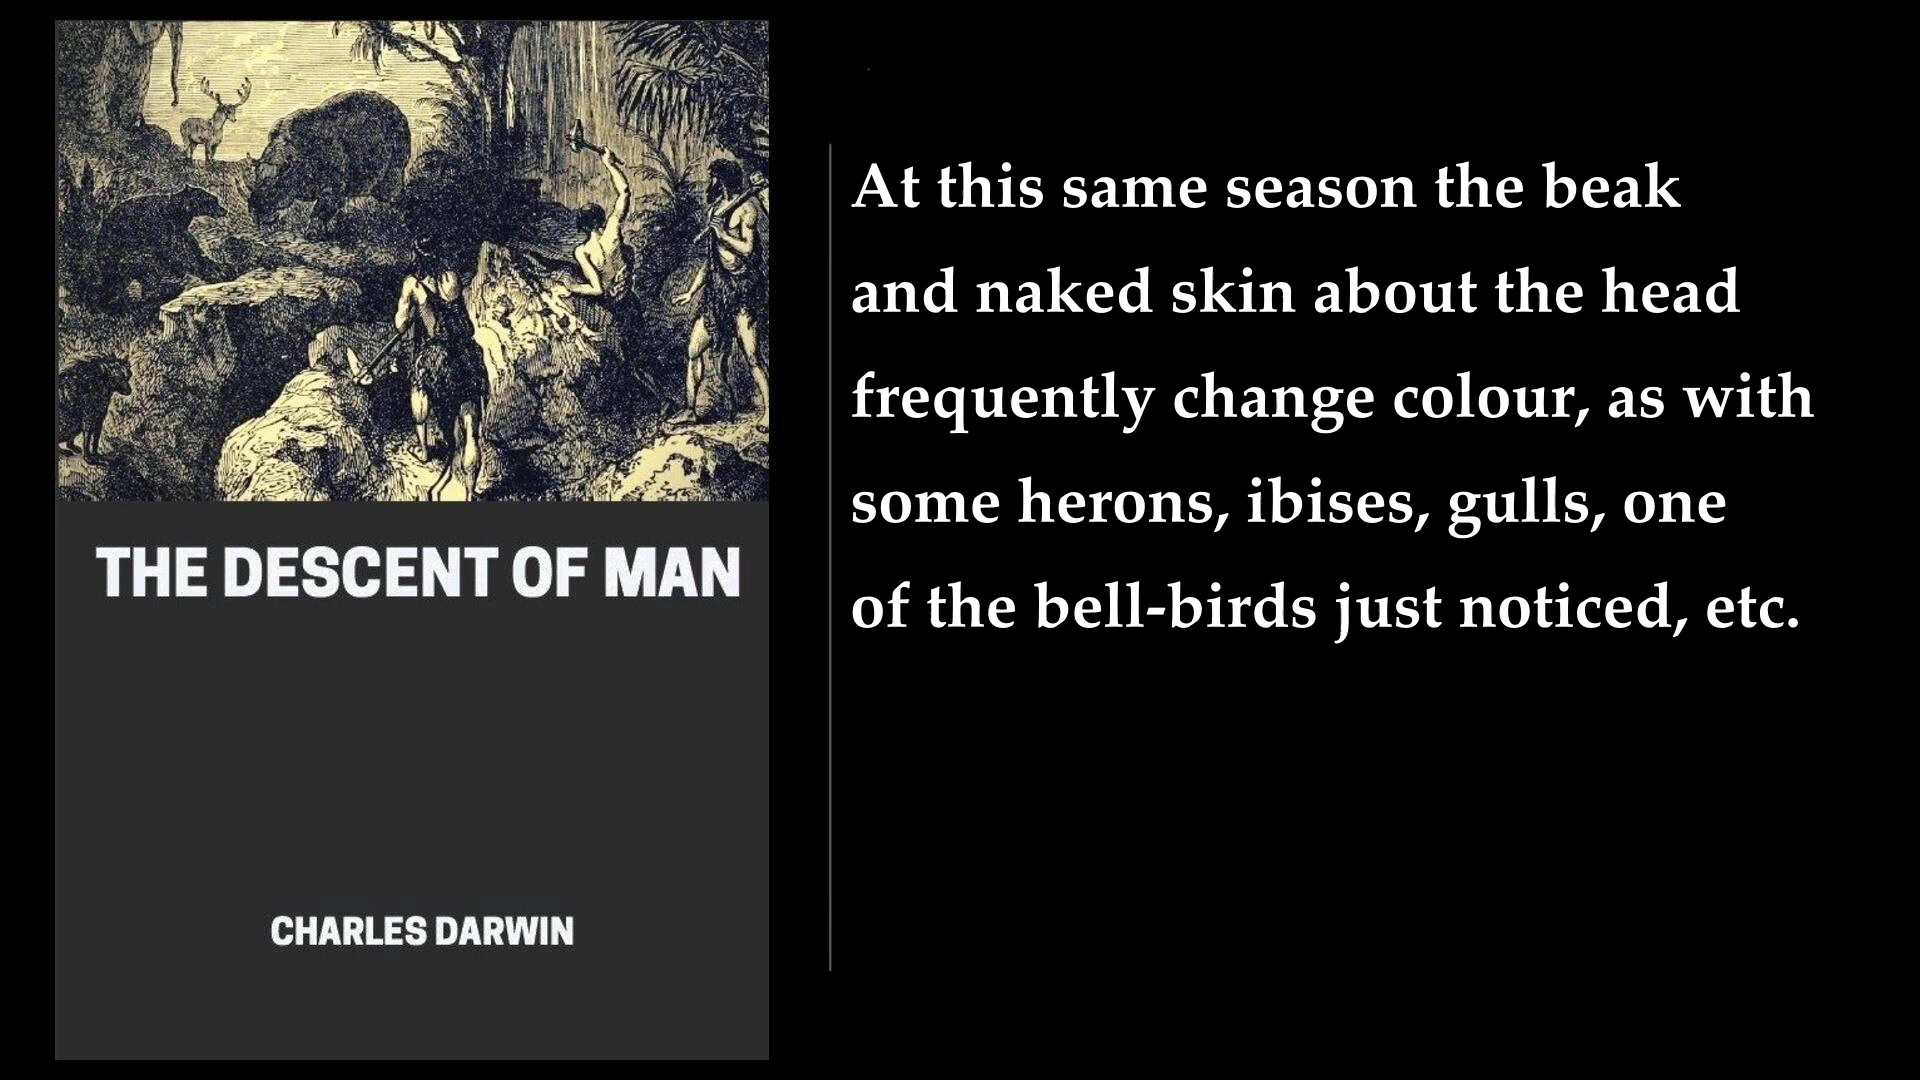 THE DESCENT OF MAN
CHARLES DARWIN
At this same season the beak
and naked skin about the head
frequently change colour, as with
some herons, ibises, gulls, one
of the bell-birds just noticed, etc.